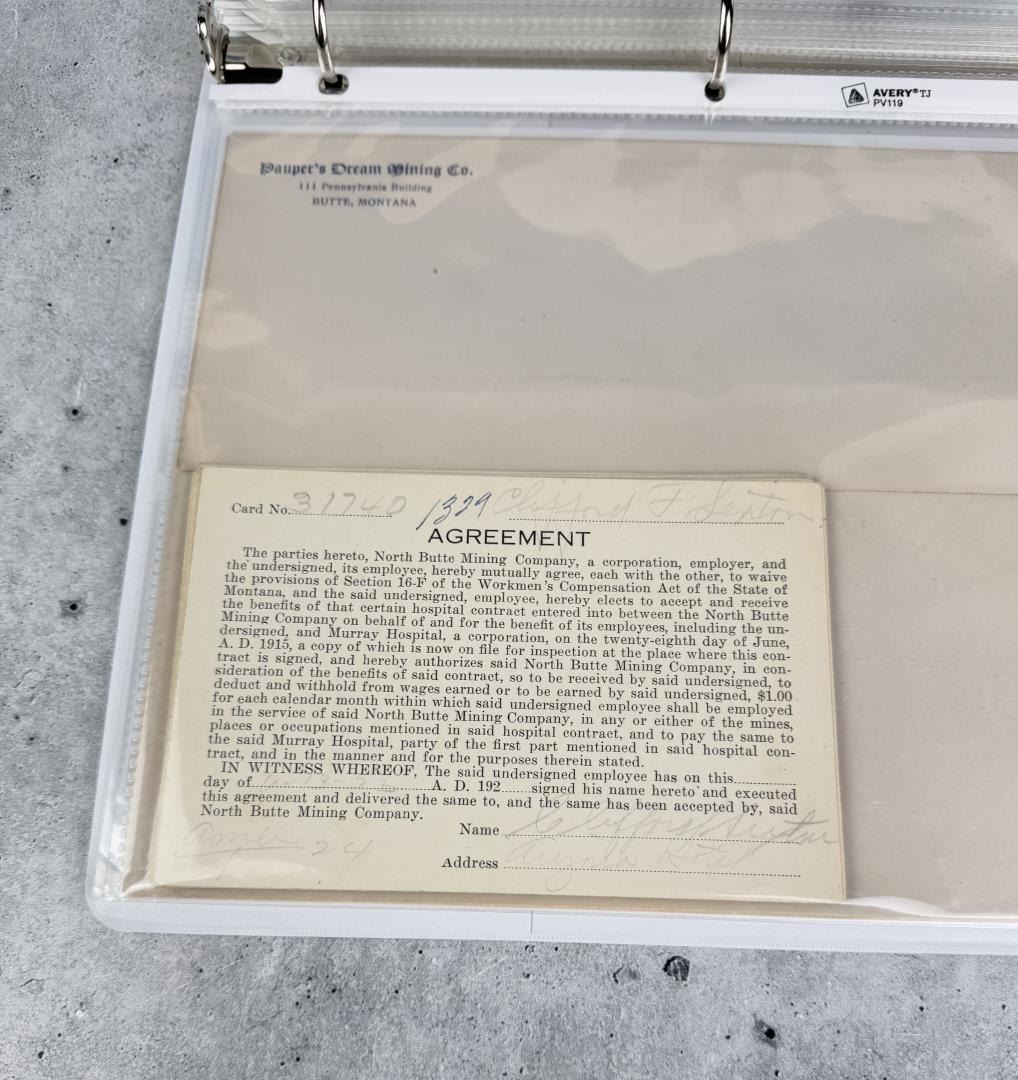 AVERY® TJ
PV119
Pauper's Dream Mining Co.
111 Pennsylvania Building
BUTTE, MONTANA
Card No. 31740 1329 Clifford F. Sexton
AGREEMENT
The parties hereto, North Butte Mining Company, a corporation, employer, and
the undersigned, its employee, hereby mutually agree, each with the other, to waive
the provisions of Section 16-F of the Workmen's Compensation Act of the State of
Montana, and the said undersigned, employee, hereby elects to accept and receive
the benefits of that certain hospital contract entered into between the North Butte
Mining Company on behalf of and for the benefit of its employees, including the un-
dersigned, and Murray Hospital, a corporation, on the twenty-eighth day of June,
A. D. 1915, a copy of which is now on file for inspection at the place where this con-
tract is signed, and hereby authorizes said North Butte Mining Company, in con-
sideration of the benefits of said contract, so to be received by said undersigned, to
deduct and withhold from wages earned or to be earned by said undersigned, $1.00
for each calendar month within which said undersigned employee shall be employed
in the service of said North Butte Mining Company, in any or either of the mines,
places or occupations mentioned in said hospital contract, and to pay the same to
the said Murray Hospital, party of the first part mentioned in said hospital con-
tract, and in the manner and for the purposes therein stated.
IN WITNESS WHEREOF, The said undersigned employee has on this
day of A. D. 192 signed his name hereto and executed
this agreement and delivered the same to, and the same has been accepted by, said
North Butte Mining Company.
Name Clifford Sexton
24
Address